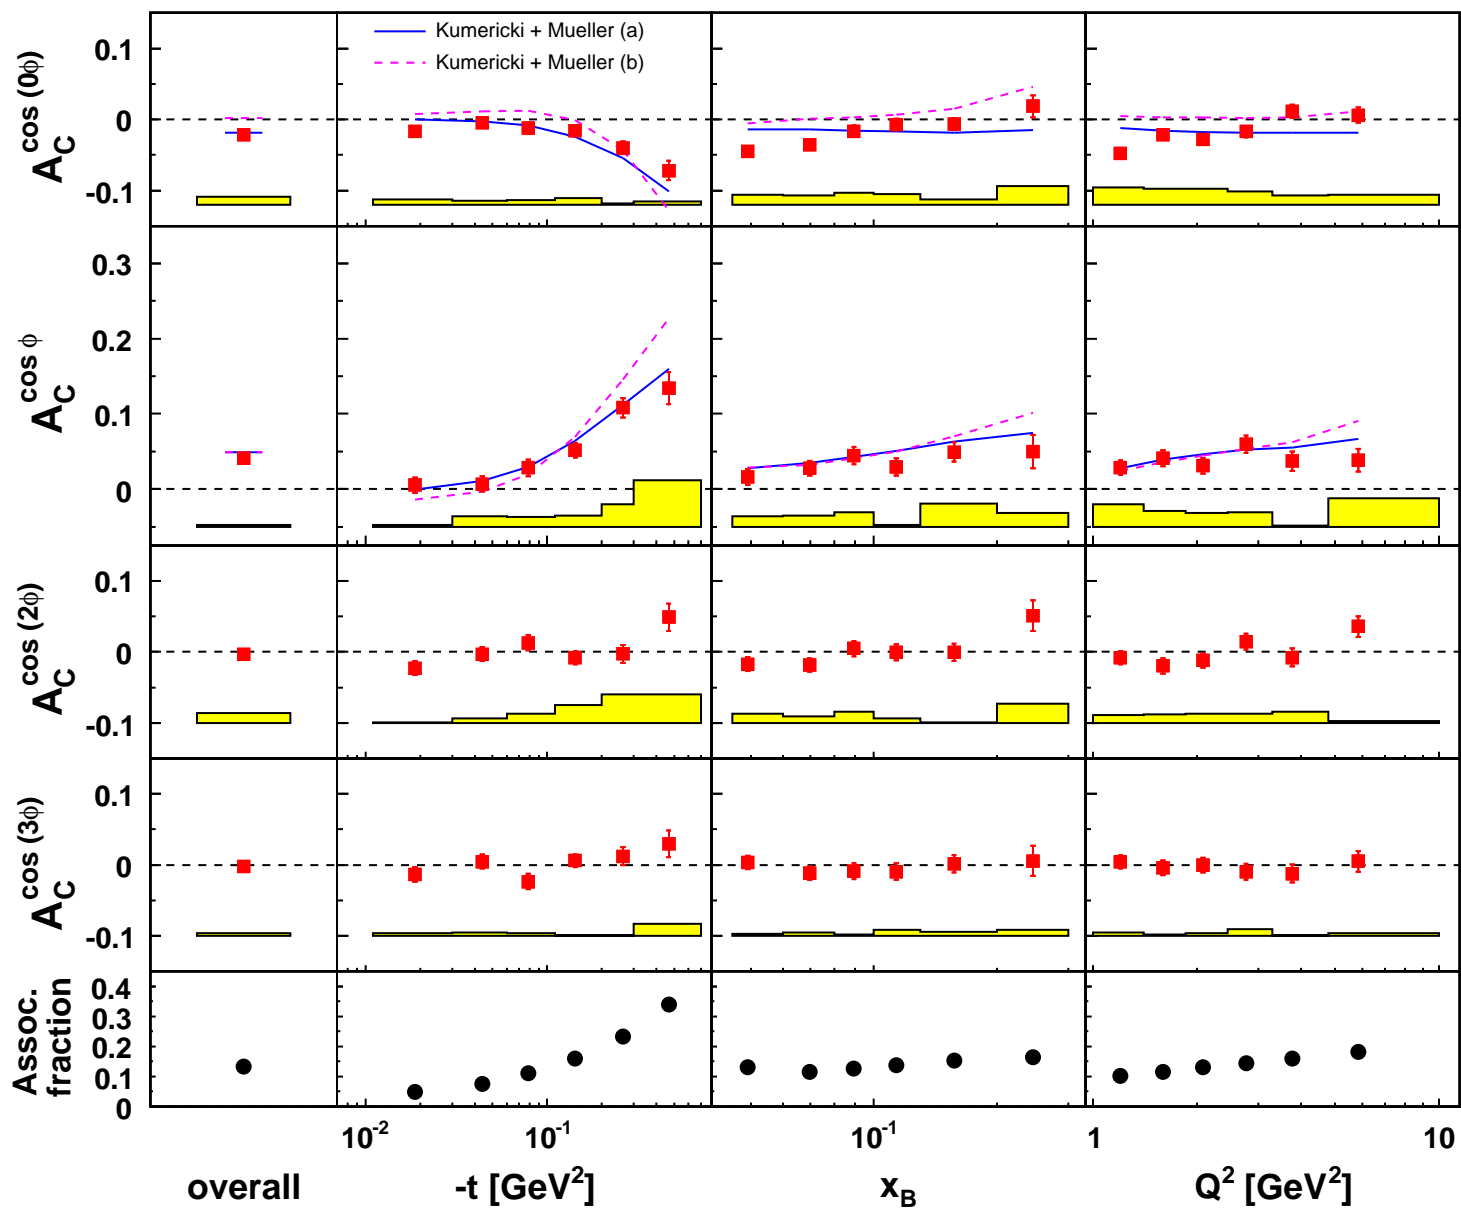 Kumericki + Mueller (a)
Kumericki + Mueller (b)
A_C^cos (0ϕ)
0.1
0
-0.1
A_C^cos ϕ
0.3
0.2
0.1
0
A_C^cos (2ϕ)
0.1
0
-0.1
A_C^cos (3ϕ)
0.1
0
-0.1
Assoc.
fraction
0.4
0.3
0.2
0.1
0
10^-2 10^-1 10^-1 1 10
overall -t [GeV^2] x_B Q^2 [GeV^2]